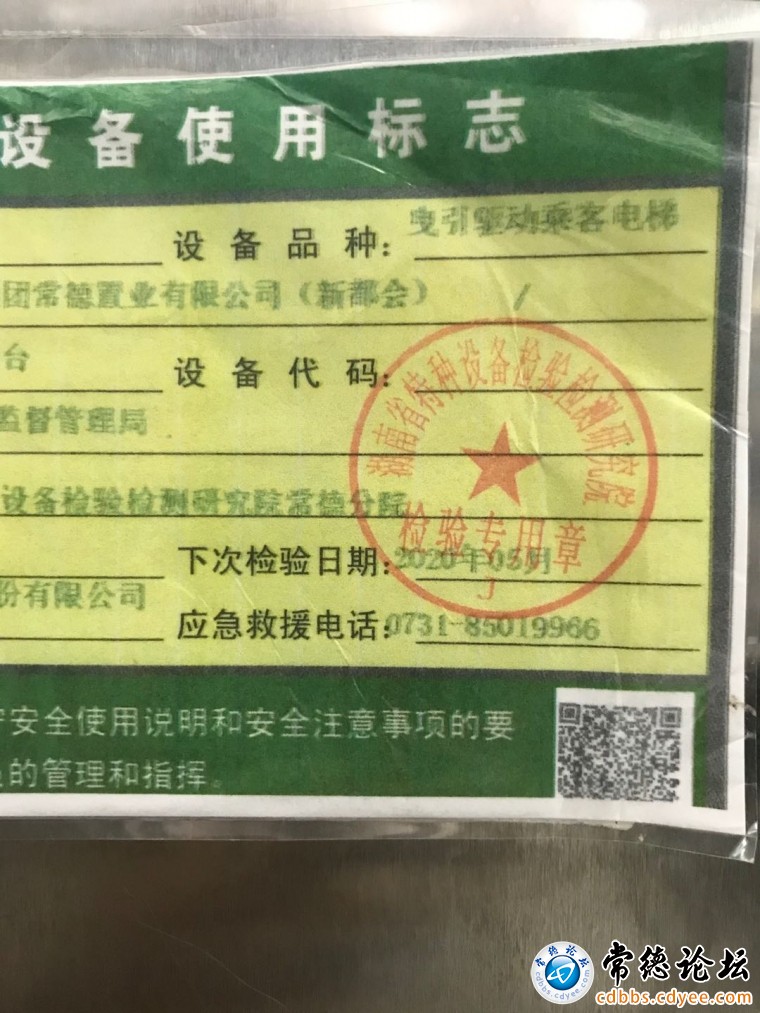 设备使用标志
设备品种：曳引驱动乘客电梯
团常德置业有限公司（新都会） /
台
设备代码：
监督管理局
设备检验检测研究院常德分院
下次检验日期：2020年05月
份有限公司
应急救援电话：0731-85019966
湖南省特种设备检验检测研究院
检验专用章
J
安全使用说明和安全注意事项的要
的管理和指挥。
常德论坛
常德论坛
cdbbs.cdyee.com